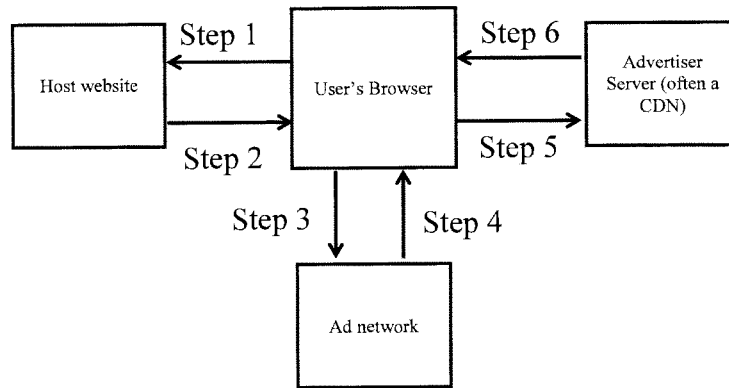 Step 1
Step 6
Host website
User's Browser
Advertiser
Server (often a
CDN)
Step 2
Step 5
Step 3
Step 4
Ad network